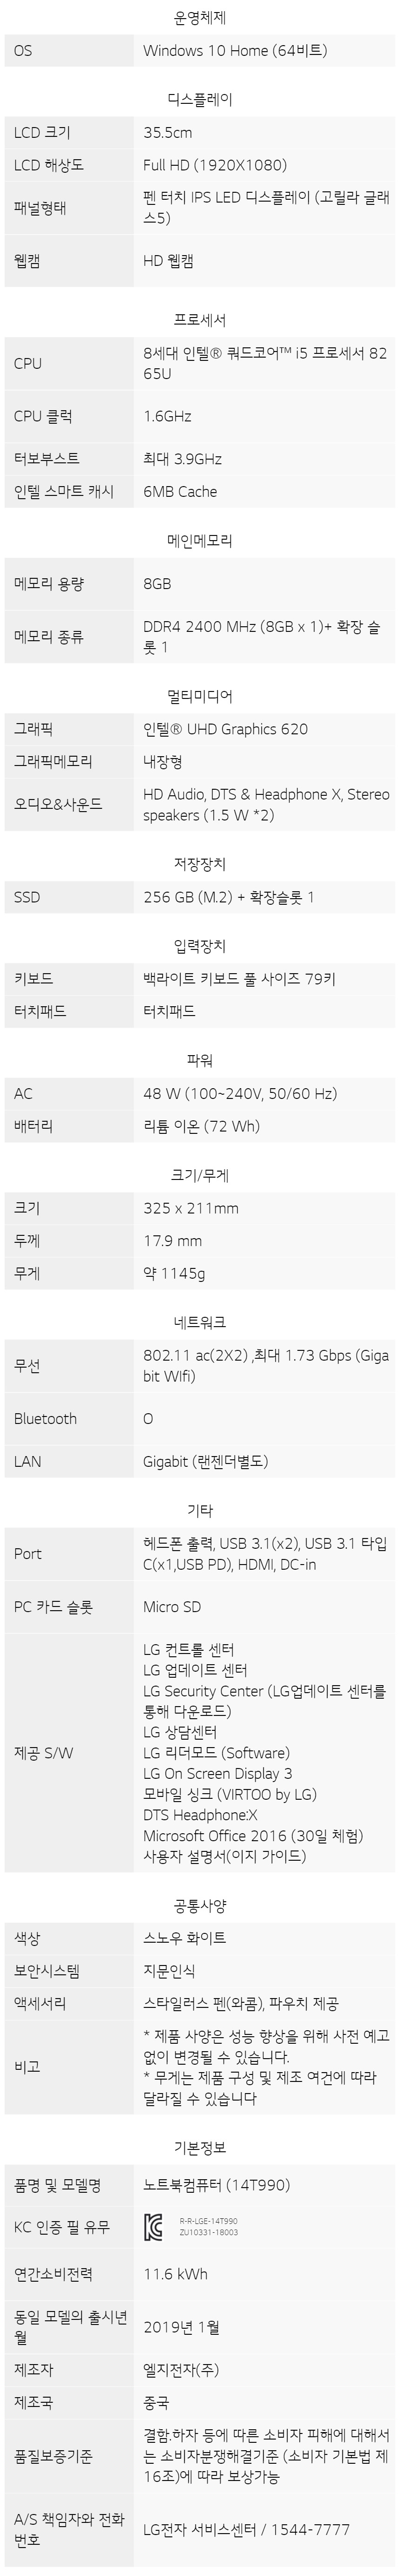 운영체제
OS
Windows 10 Home (64비트)
디스플레이
LCD 크기
35.5cm
LCD 해상도
Full HD (1920X1080)
패널형태
펜 터치 IPS LED 디스플레이 (고릴라 글래
스5)
웹캠
HD 웹캠
프로세서
CPU
8세대 인텔® 쿼드코어™ i5 프로세서 82
65U
CPU 클럭
1.6GHz
터보부스트
최대 3.9GHz
인텔 스마트 캐시
6MB Cache
메인메모리
메모리 용량
8GB
메모리 종류
DDR4 2400 MHz (8GB x 1)+ 확장 슬
롯 1
멀티미디어
그래픽
인텔® UHD Graphics 620
그래픽메모리
내장형
오디오&사운드
HD Audio, DTS & Headphone X, Stereo
speakers (1.5 W *2)
저장장치
SSD
256 GB (M.2) + 확장슬롯 1
입력장치
키보드
백라이트 키보드 풀 사이즈 79키
터치패드
터치패드
파워
AC
48 W (100~240V, 50/60 Hz)
배터리
리튬 이온 (72 Wh)
크기/무게
크기
325 x 211mm
두께
17.9 mm
무게
약 1145g
네트워크
무선
802.11 ac(2X2) ,최대 1.73 Gbps (Giga
bit WIfi)
Bluetooth
O
LAN
Gigabit (랜젠더별도)
기타
Port
헤드폰 출력, USB 3.1(x2), USB 3.1 타입
C(x1,USB PD), HDMI, DC-in
PC 카드 슬롯
Micro SD
제공 S/W
LG 컨트롤 센터
LG 업데이트 센터
LG Security Center (LG업데이트 센터를
통해 다운로드)
LG 상담센터
LG 리더모드 (Software)
LG On Screen Display 3
모바일 싱크 (VIRTOO by LG)
DTS Headphone:X
Microsoft Office 2016 (30일 체험)
사용자 설명서(이지 가이드)
공통사양
색상
스노우 화이트
보안시스템
지문인식
액세서리
스타일러스 펜(와콤), 파우치 제공
비고
* 제품 사양은 성능 향상을 위해 사전 예고
없이 변경될 수 있습니다.
* 무게는 제품 구성 및 제조 여건에 따라
달라질 수 있습니다
기본정보
품명 및 모델명
노트북컴퓨터 (14T990)
KC 인증 필 유무
R-R-LGE-14T990
ZU10331-18003
연간소비전력
11.6 kWh
동일 모델의 출시년
월
2019년 1월
제조자
엘지전자(주)
제조국
중국
품질보증기준
결함.하자 등에 따른 소비자 피해에 대해서
는 소비자분쟁해결기준 (소비자 기본법 제
16조)에 따라 보상가능
A/S 책임자와 전화
번호
LG전자 서비스센터 / 1544-7777